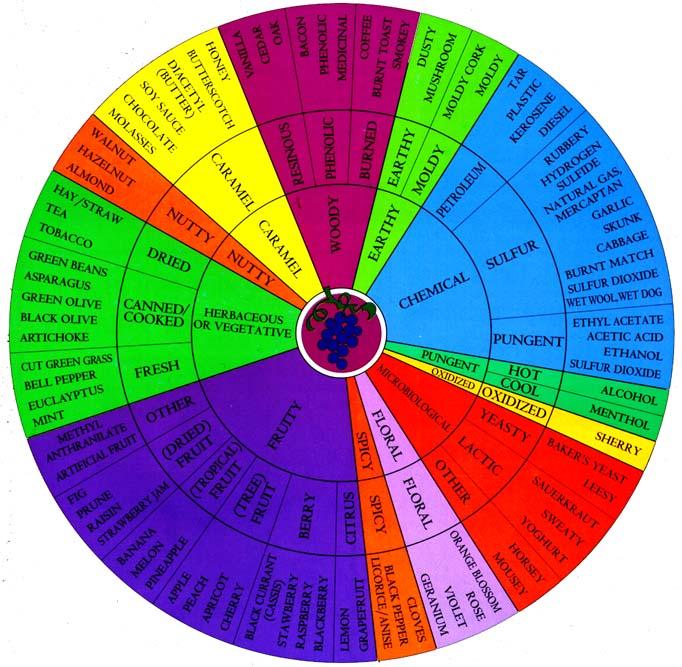 EARTHY
EARTHY
DUSTY
MUSHROOM
MOLDY
MOLDY CORK
MOLDY
CHEMICAL
PETROLEUM
TAR
PLASTIC
KEROSENE
DIESEL
SULFUR
RUBBERY
HYDROGEN
SULFIDE
NATURAL GAS,
MERCAPTAN
GARLIC
SKUNK
CABBAGE
BURNT MATCH
SULFUR DIOXIDE
WET WOOL, WET DOG
PUNGENT
ETHYL ACETATE
ACETIC ACID
ETHANOL
SULFUR DIOXIDE
PUNGENT
HOT
ALCOHOL
COOL
MENTHOL
OXIDIZED
OXIDIZED
SHERRY
MICROBIOLOGICAL
YEASTY
BAKER'S YEAST
LEESY
LACTIC
SAUERKRAUT
SWEATY
YOGHURT
OTHER
HORSEY
MOUSEY
FLORAL
FLORAL
ORANGE BLOSSOM
ROSE
VIOLET
GERANIUM
SPICY
SPICY
CLOVES
BLACK PEPPER
LICORICE/ANISE
FRUITY
CITRUS
GRAPEFRUIT
LEMON
BERRY
BLACKBERRY
RASPBERRY
STAWBERRY
BLACK CURRANT
(CASSIS)
(TREE)
FRUIT
CHERRY
APRICOT
PEACH
APPLE
(TROPICAL)
FRUIT
PINEAPPLE
MELON
BANANA
(DRIED)
FRUIT
STRAWBERRY JAM
RAISIN
PRUNE
FIG
OTHER
ARTIFICIAL FRUIT
METHYL
ANTHRANILATE
HERBACEOUS
OR VEGETATIVE
FRESH
CUT GREEN GRASS
BELL PEPPER
EUCLAYPTUS
MINT
CANNED/
COOKED
GREEN BEANS
ASPARAGUS
GREEN OLIVE
BLACK OLIVE
ARTICHOKE
DRIED
HAY/STRAW
TEA
TOBACCO
NUTTY
NUTTY
WALNUT
HAZELNUT
ALMOND
CARAMEL
CARAMEL
HONEY
BUTTERSCOTCH
DIACETYL
(BUTTER)
SOY SAUCE
CHOCOLATE
MOLASSES
WOODY
RESINOUS
VANILLA
CEDAR
OAK
PHENOLIC
BACON
PHENOLIC
MEDICINAL
BURNED
COFFEE
BURNT TOAST
SMOKEY